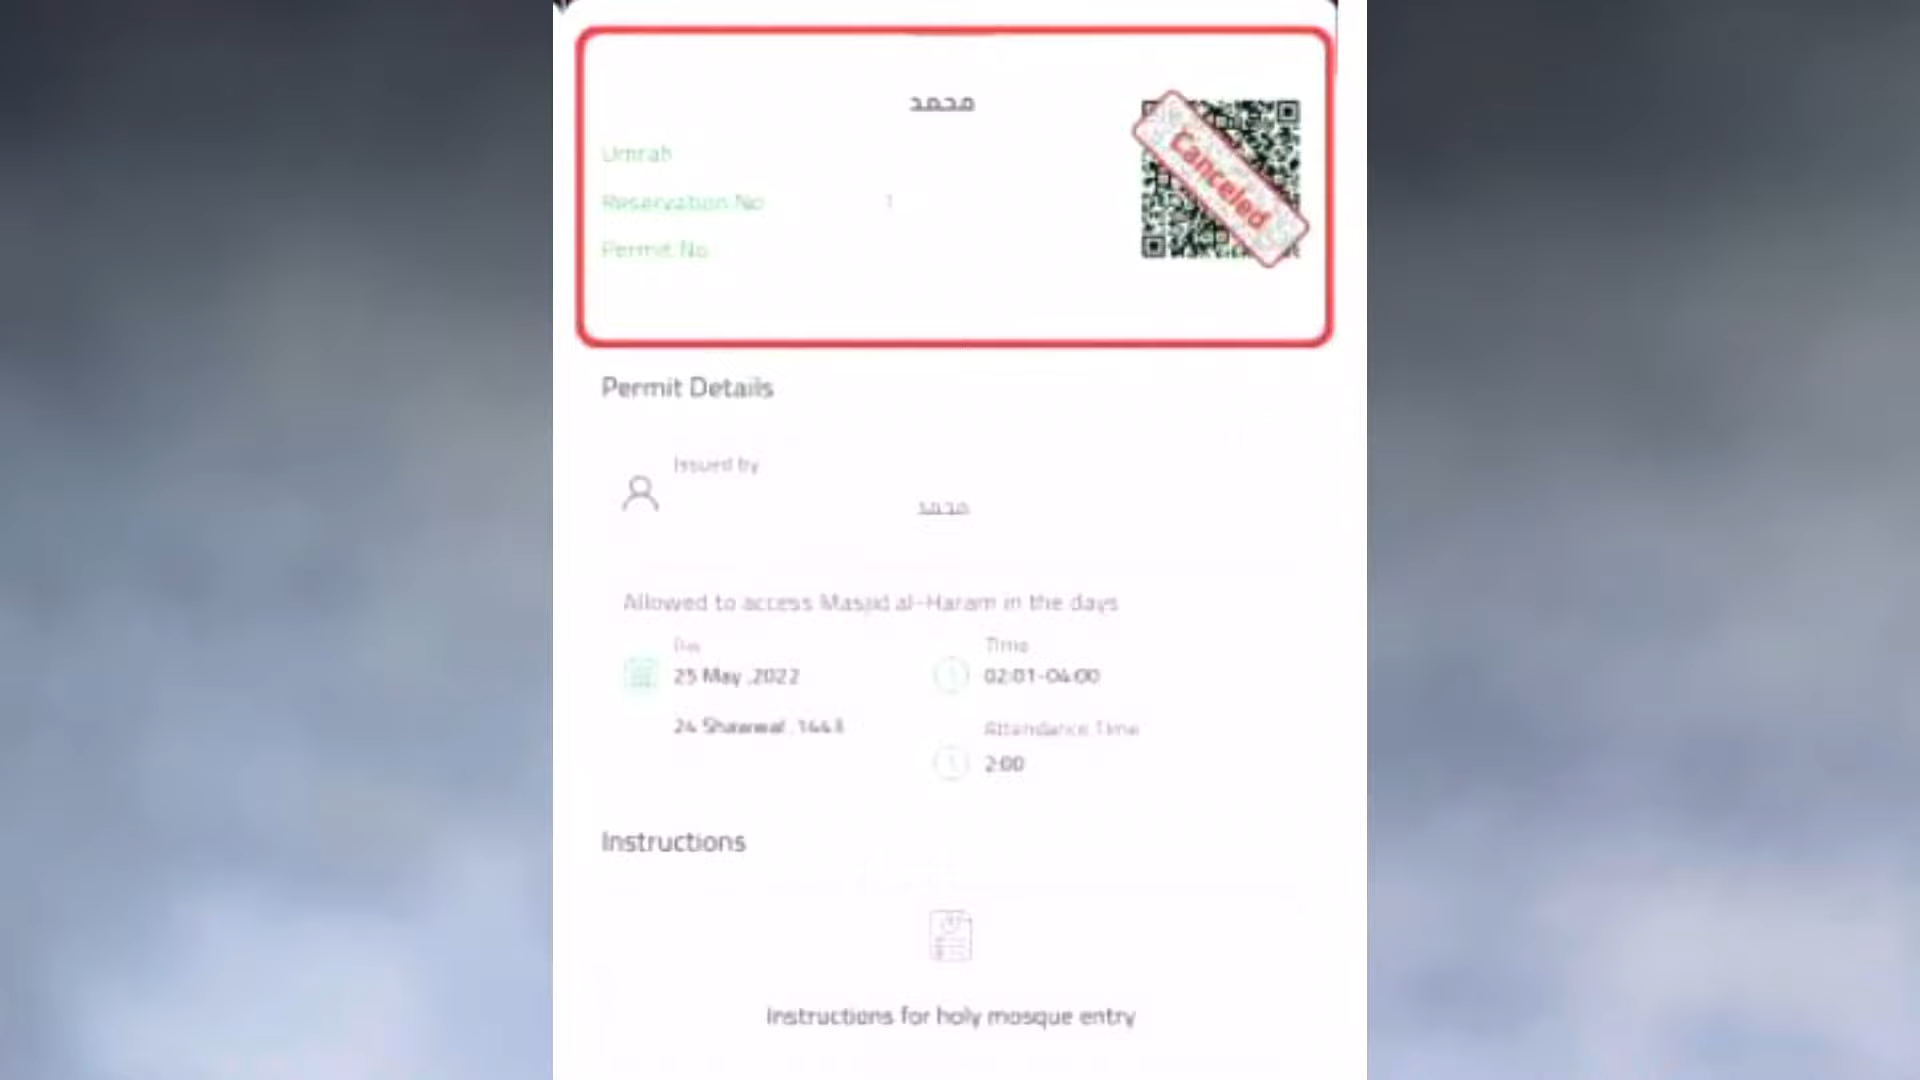 محمد
Canceled
Umrah
Reservation No 1
Permit No
Permit Details
Issued by
محمد
Allowed to access Masjid al-Haram in the days
Day
Time
25 May ,2022
02:01-04:00
24 Shawwal ,1443
Attendance Time
2:00
Instructions
Instructions for holy mosque entry